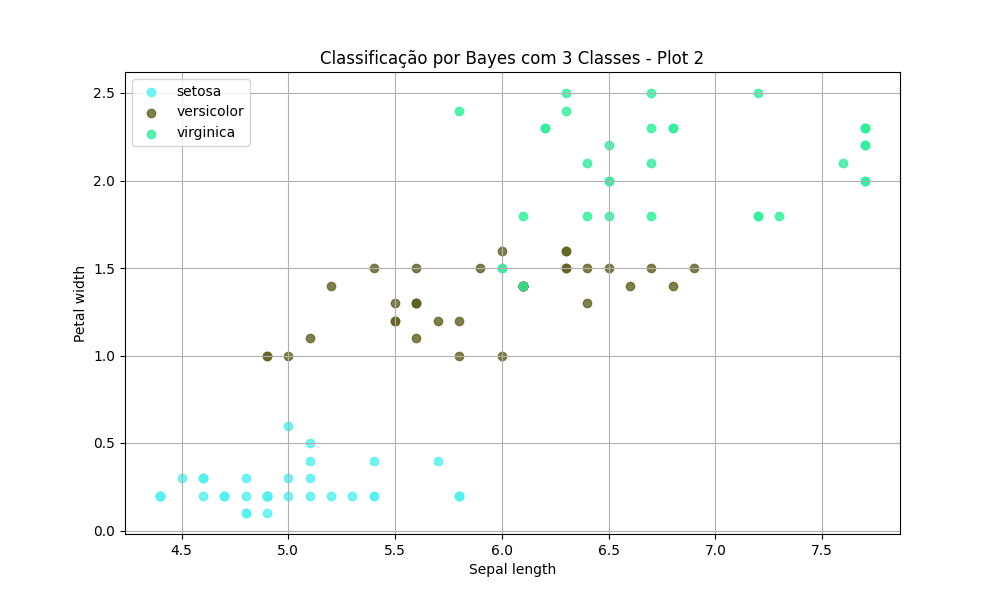 Classificação por Bayes com 3 Classes - Plot 2
setosa
versicolor
virginica
2.5
2.0
1.5
1.0
0.5
0.0
Petal width
4.5 5.0 5.5 6.0 6.5 7.0 7.5
Sepal length